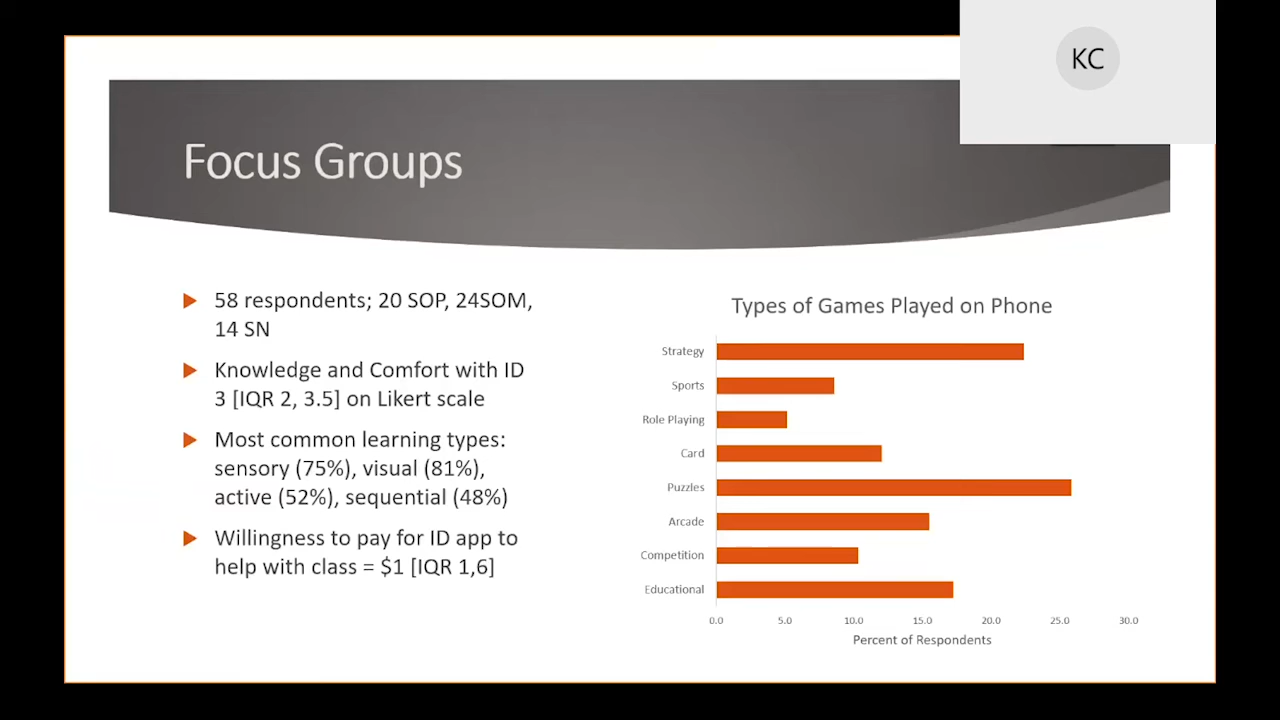 KC
Focus Groups
58 respondents; 20 SOP, 24SOM,
14 SN
Knowledge and Comfort with ID
3 [IQR 2, 3.5] on Likert scale
Most common learning types:
sensory (75%), visual (81%),
active (52%), sequential (48%)
Willingness to pay for ID app to
help with class = $1 [IQR 1,6]
Types of Games Played on Phone
Strategy
Sports
Role Playing
Card
Puzzles
Arcade
Competition
Educational
0.0 5.0 10.0 15.0 20.0 25.0 30.0
Percent of Respondents